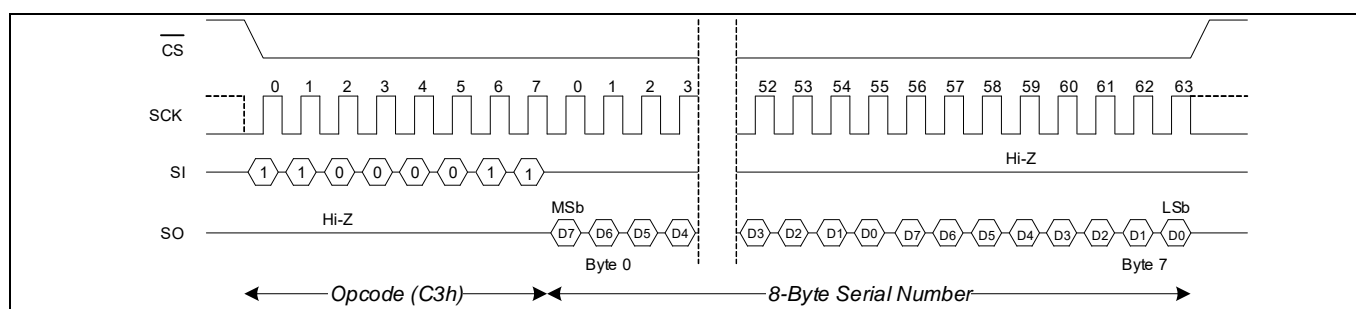 CS
0 1 2 3 4 5 6 7 0 1 2 3 52 53 54 55 56 57 58 59 60 61 62 63
SCK
Hi-Z
SI 1 1 0 0 0 0 1 1
MSb LSb
Hi-Z
SO D7 D6 D5 D4 D3 D2 D1 D0 D7 D6 D5 D4 D3 D2 D1 D0
Byte 0 Byte 7
Opcode (C3h) 8-Byte Serial Number